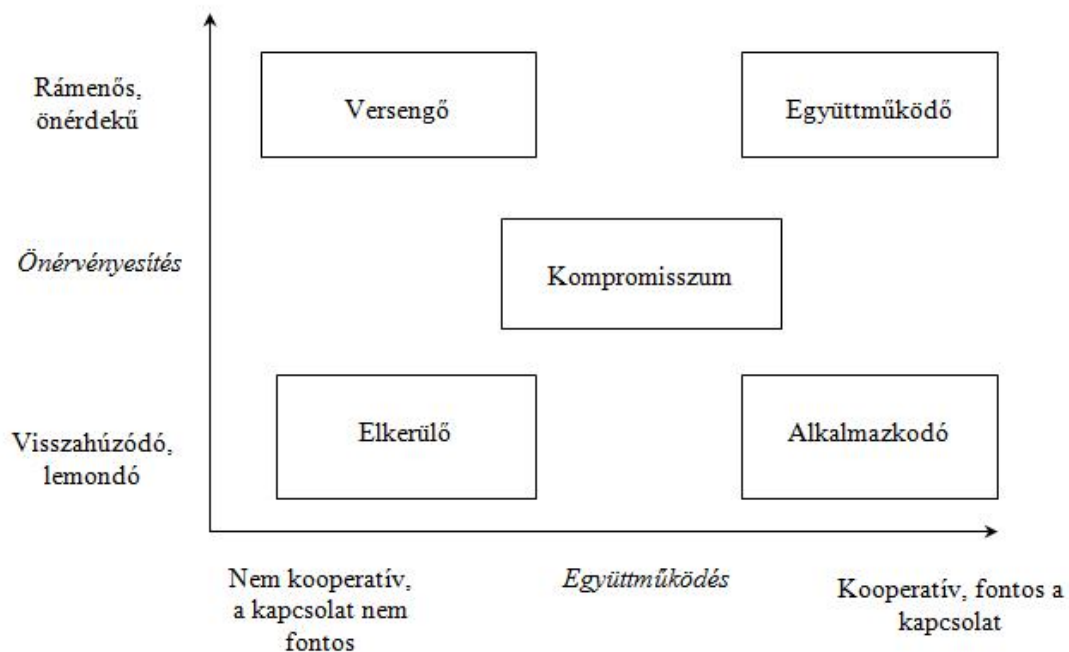 Rámenős,
önérdekű
Versengő
Együttműködő
Önérvényesítés
Kompromisszum
Visszahúzódó,
lemondó
Elkerülő
Alkalmazkodó
Nem kooperatív,
a kapcsolat nem
fontos
Együttműködés
Kooperatív, fontos a
kapcsolat